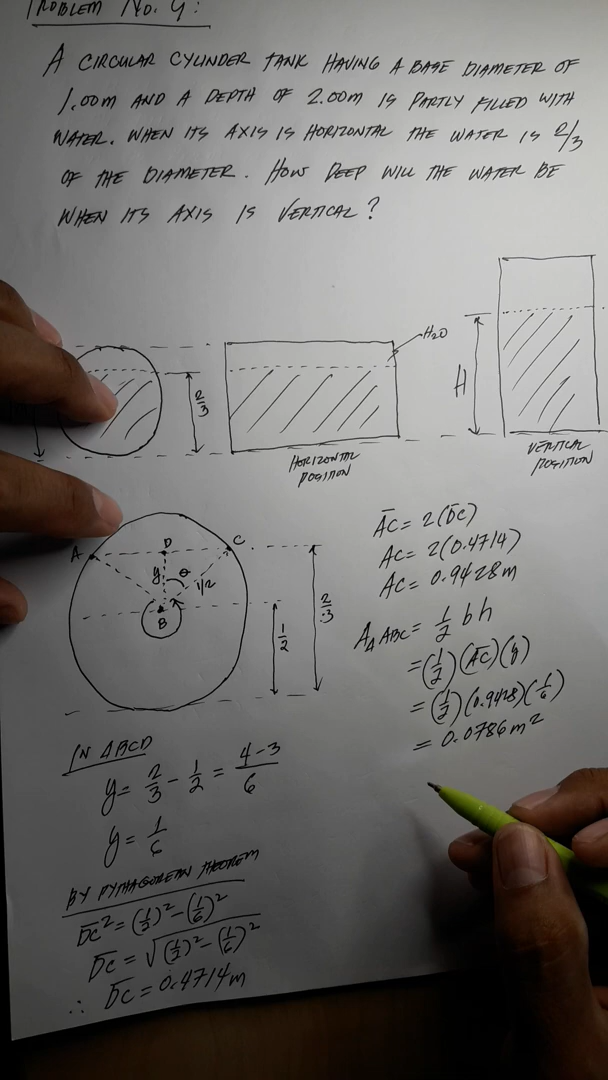 PROBLEM NO. 9:
A CIRCULAR CYLINDER TANK HAVING A BASE DIAMETER OF
1.00m AND A DEPTH OF 2.00m IS PARTLY FILLED WITH
WATER. WHEN ITS AXIS IS HORIZONTAL THE WATER IS 2/3
OF THE DIAMETER. HOW DEEP WILL THE WATER BE
WHEN ITS AXIS IS VERTICAL?
H2O
2/3
H
HORIZONTAL
POSITION
VERTICAL
POSITION
A D C
y θ 1/2
B
1/2
2/3
AC = 2(DC)
AC = 2(0.4714)
AC = 0.9428m
A△ABC = 1/2 bh
= (1/2)(AC)(y)
= (1/2)(0.9428)(1/6)
= 0.0786m²
IN ΔBCD
y = 2/3 - 1/2 = 4-3/6
y = 1/6
BY PYTHAGOREAN THEOREM
DC² = (1/2)² - (1/6)²
DC = √(1/2)² - (1/6)²
∴ DC = 0.4714m